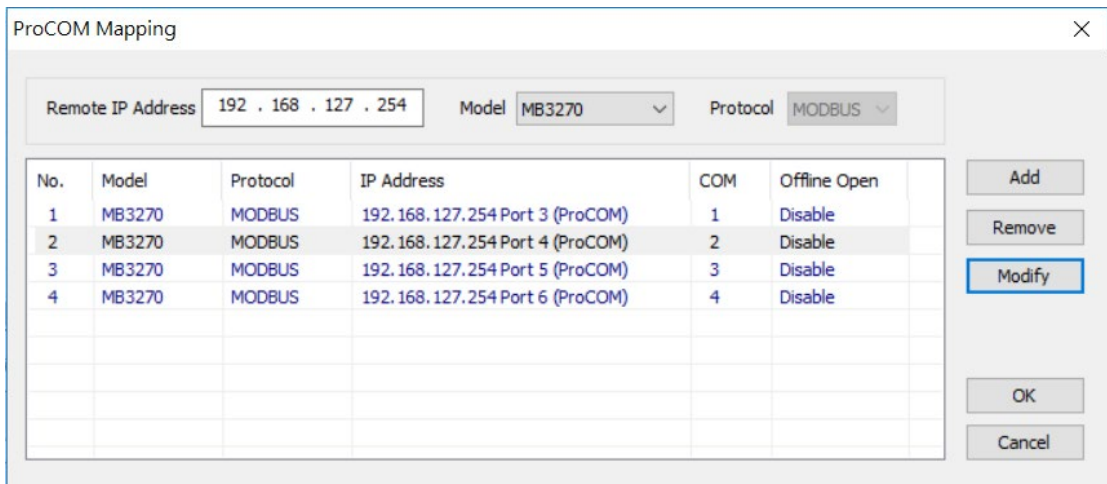 ProCOM Mapping
Remote IP Address 192 . 168 . 127 . 254 Model MB3270 Protocol MODBUS
No. Model Protocol IP Address COM Offline Open
1 MB3270 MODBUS 192.168.127.254 Port 3 (ProCOM) 1 Disable
2 MB3270 MODBUS 192.168.127.254 Port 4 (ProCOM) 2 Disable
3 MB3270 MODBUS 192.168.127.254 Port 5 (ProCOM) 3 Disable
4 MB3270 MODBUS 192.168.127.254 Port 6 (ProCOM) 4 Disable
Add
Remove
Modify
OK
Cancel